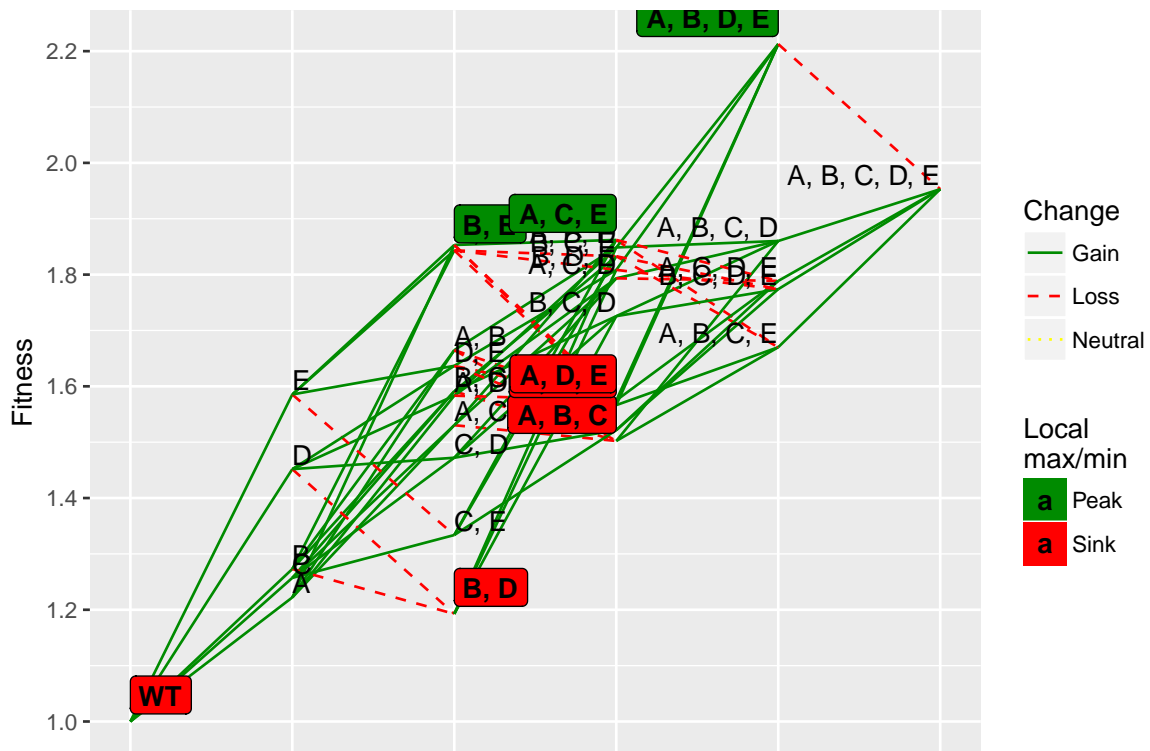 A, B, D, E
2.2
2.0
1.8
1.6
1.4
1.2
1.0
Fitness
A, B, C, D, E
A, C, E
B, E
A, B, C, D
B, C, E
A, C, D
A, C, D, E
B, C, D, E
B, C, D
A, B, C, E
A, B
D, E
A, D, E
E
A, C
A, B, C
C, D
D
C, E
B
C
A
B, D
WT
Change
Gain
Loss
Neutral
Local
max/min
a Peak
a Sink